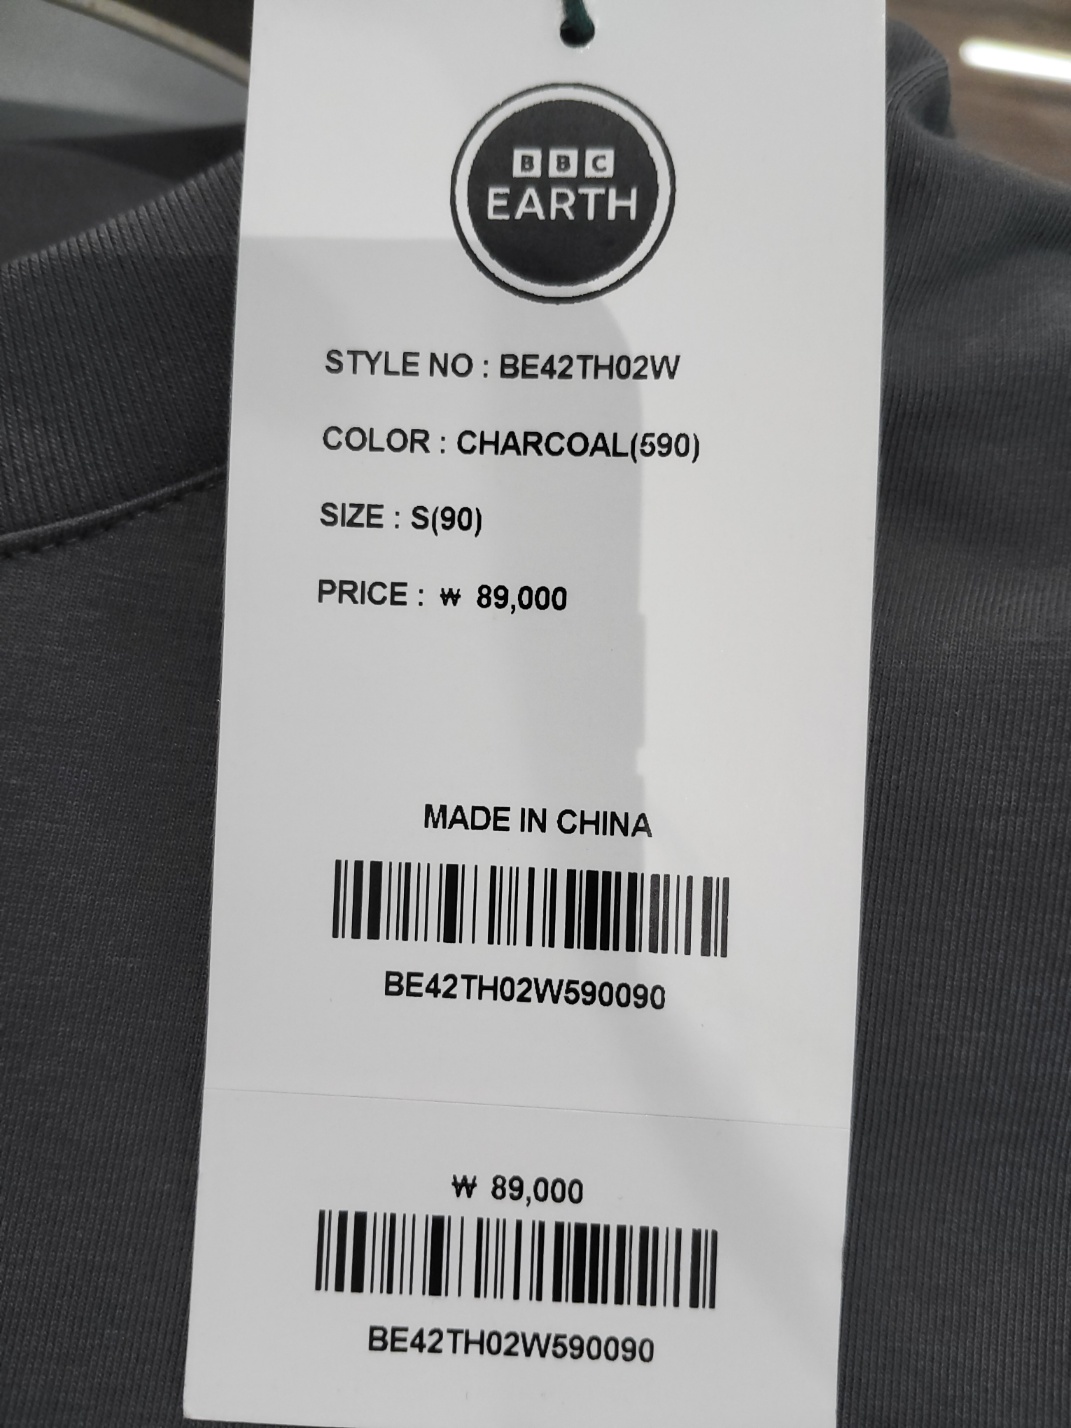 BBC
EARTH
STYLE NO : BE42TH02W
COLOR : CHARCOAL(590)
SIZE : S(90)
PRICE : ₩ 89,000
MADE IN CHINA
BE42TH02W590090
₩ 89,000
BE42TH02W590090